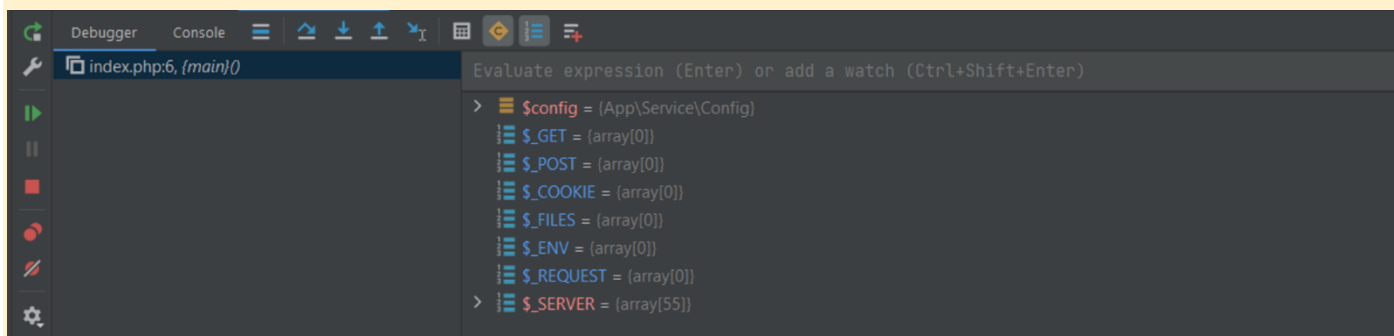 Debugger Console
index.php:6, {main}()
Evaluate expression (Enter) or add a watch (Ctrl+Shift+Enter)
$config = {App\Service\Config}
$_GET = {array[0]}
$_POST = {array[0]}
$_COOKIE = {array[0]}
$_FILES = {array[0]}
$_ENV = {array[0]}
$_REQUEST = {array[0]}
$_SERVER = {array[55]}